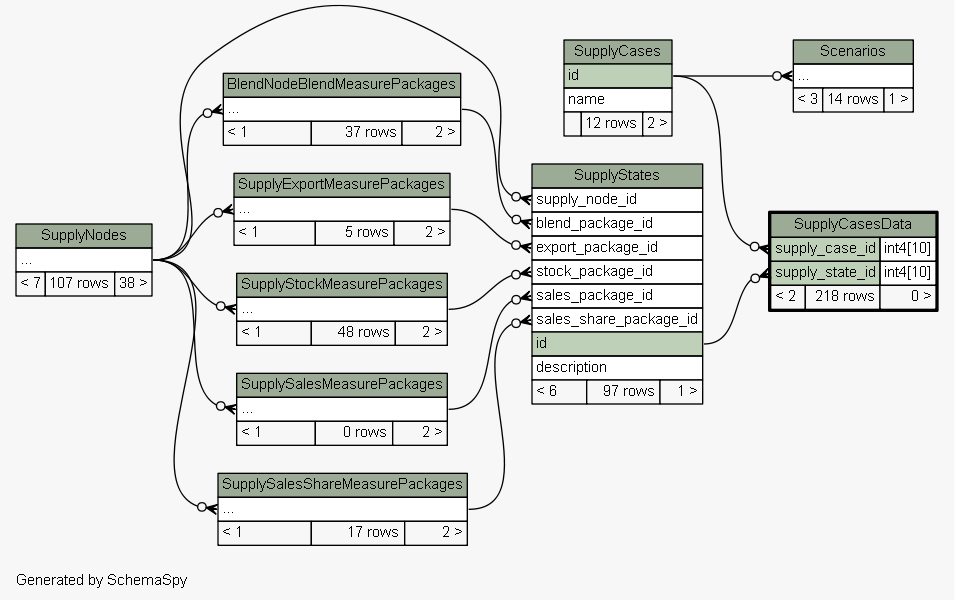 SupplyNodes
...
< 7 107 rows 38 >
BlendNodeBlendMeasurePackages
...
< 1 37 rows 2 >
SupplyExportMeasurePackages
...
< 1 5 rows 2 >
SupplyStockMeasurePackages
...
< 1 48 rows 2 >
SupplySalesMeasurePackages
...
< 1 0 rows 2 >
SupplySalesShareMeasurePackages
...
< 1 17 rows 2 >
SupplyCases
id
name
12 rows 2 >
SupplyStates
supply_node_id
blend_package_id
export_package_id
stock_package_id
sales_package_id
sales_share_package_id
id
description
< 6 97 rows 1 >
Scenarios
...
< 3 14 rows 1 >
SupplyCasesData
supply_case_id int4[10]
supply_state_id int4[10]
< 2 218 rows 0 >
Generated by SchemaSpy